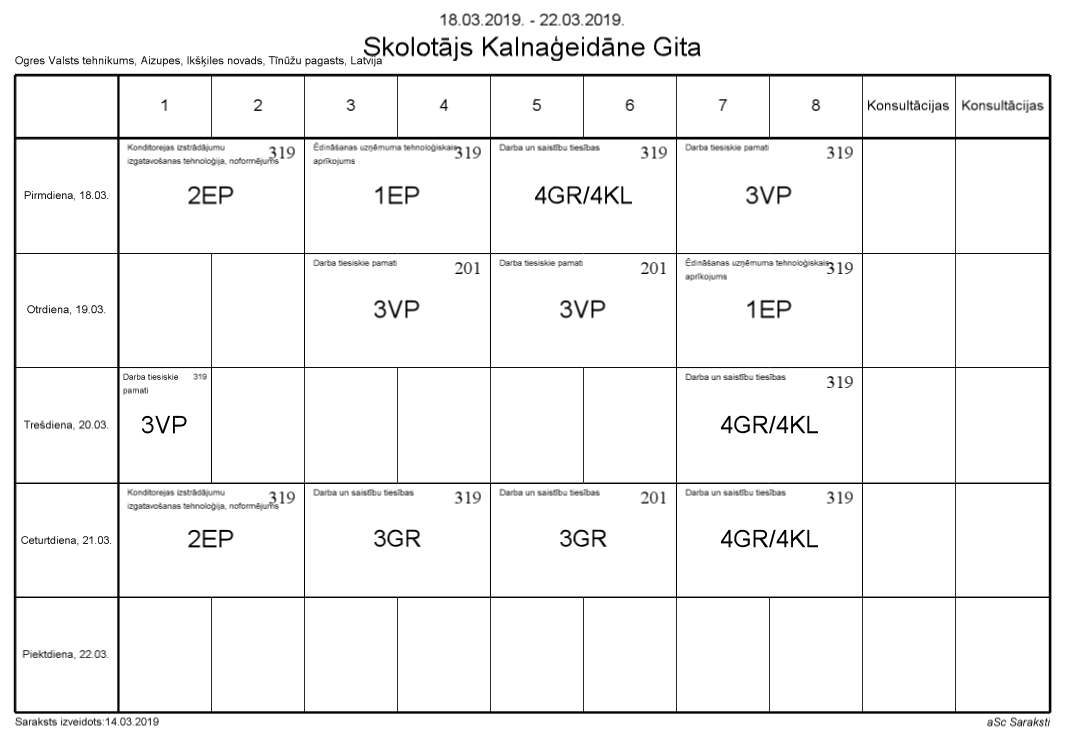 18.03.2019. - 22.03.2019.
Skolotājs Kalnaģeidāne Gita
Ogres Valsts tehnikums, Aizupes, Ikšķiles novads, Tīnūžu pagasts, Latvija
1 2 3 4 5 6 7 8 Konsultācijas Konsultācijas
Pirmdiena, 18.03.
Konditorejas izstrādājumu
izgatavošanas tehnoloģija, noformējums
319
2EP
Ēdināšanas uzņēmuma tehnoloģiskais
aprīkojums
319
1EP
Darba un saistību tiesības
319
4GR/4KL
Darba tiesiskie pamati
319
3VP
Otrdiena, 19.03.
Darba tiesiskie pamati
201
3VP
Darba tiesiskie pamati
201
3VP
Ēdināšanas uzņēmuma tehnoloģiskais
aprīkojums
319
1EP
Trešdiena, 20.03.
Darba tiesiskie
pamati
319
3VP
Darba un saistību tiesības
319
4GR/4KL
Ceturtdiena, 21.03.
Konditorejas izstrādājumu
izgatavošanas tehnoloģija, noformējums
319
2EP
Darba un saistību tiesības
319
3GR
Darba un saistību tiesības
201
3GR
Darba un saistību tiesības
319
4GR/4KL
Piektdiena, 22.03.
Saraksts izveidots:14.03.2019
aSc Saraksti